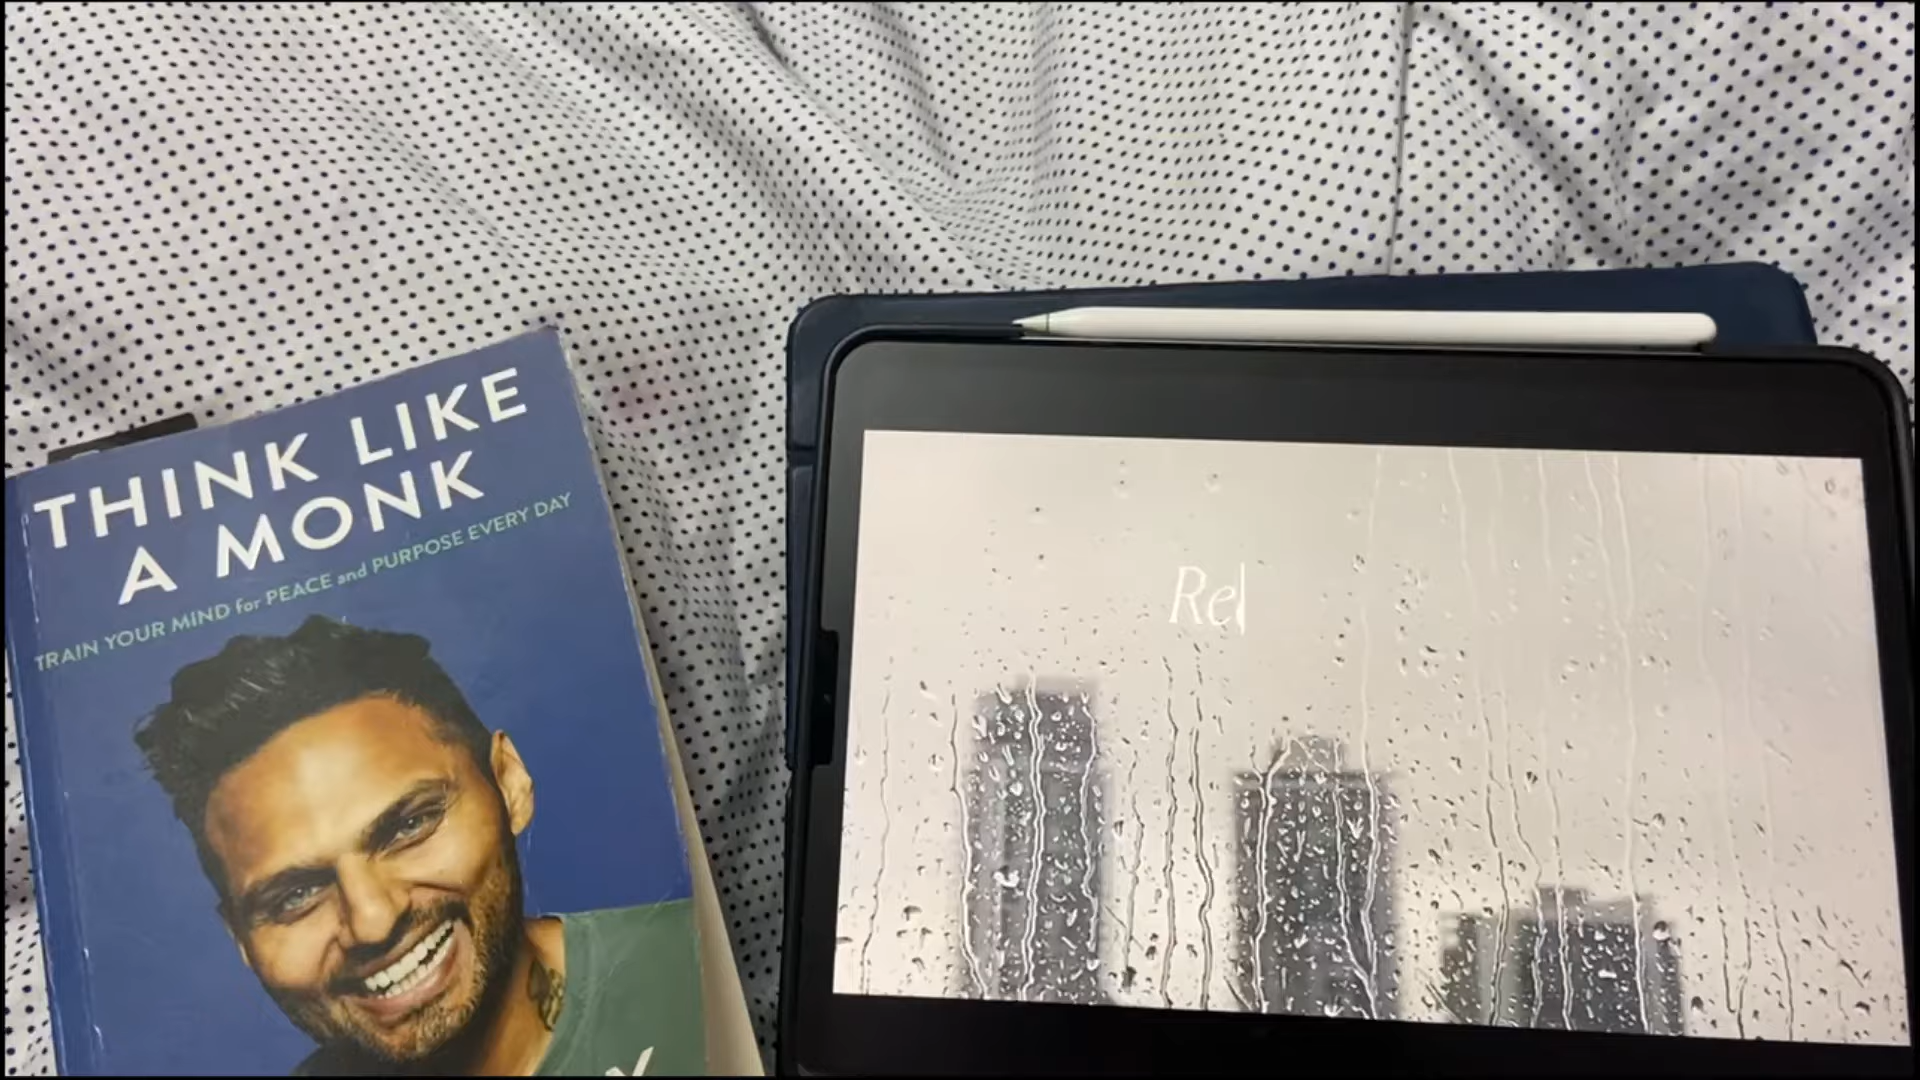 THINK LIKE
A MONK
TRAIN YOUR MIND for PEACE and PURPOSE EVERY DAY
Rel